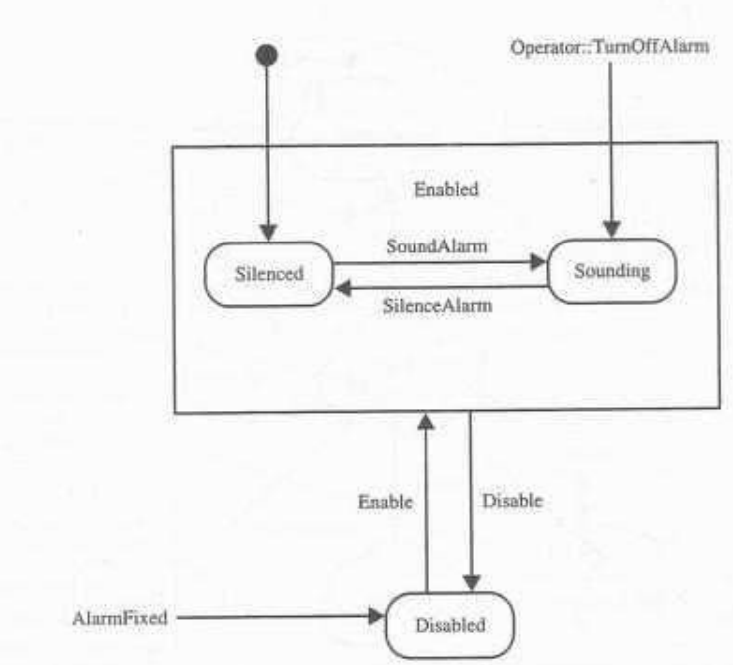 Operator::TurnOffAlarm
Enabled
SoundAlarm
Silenced
Sounding
SilenceAlarm
Enable
Disable
AlarmFixed
Disabled